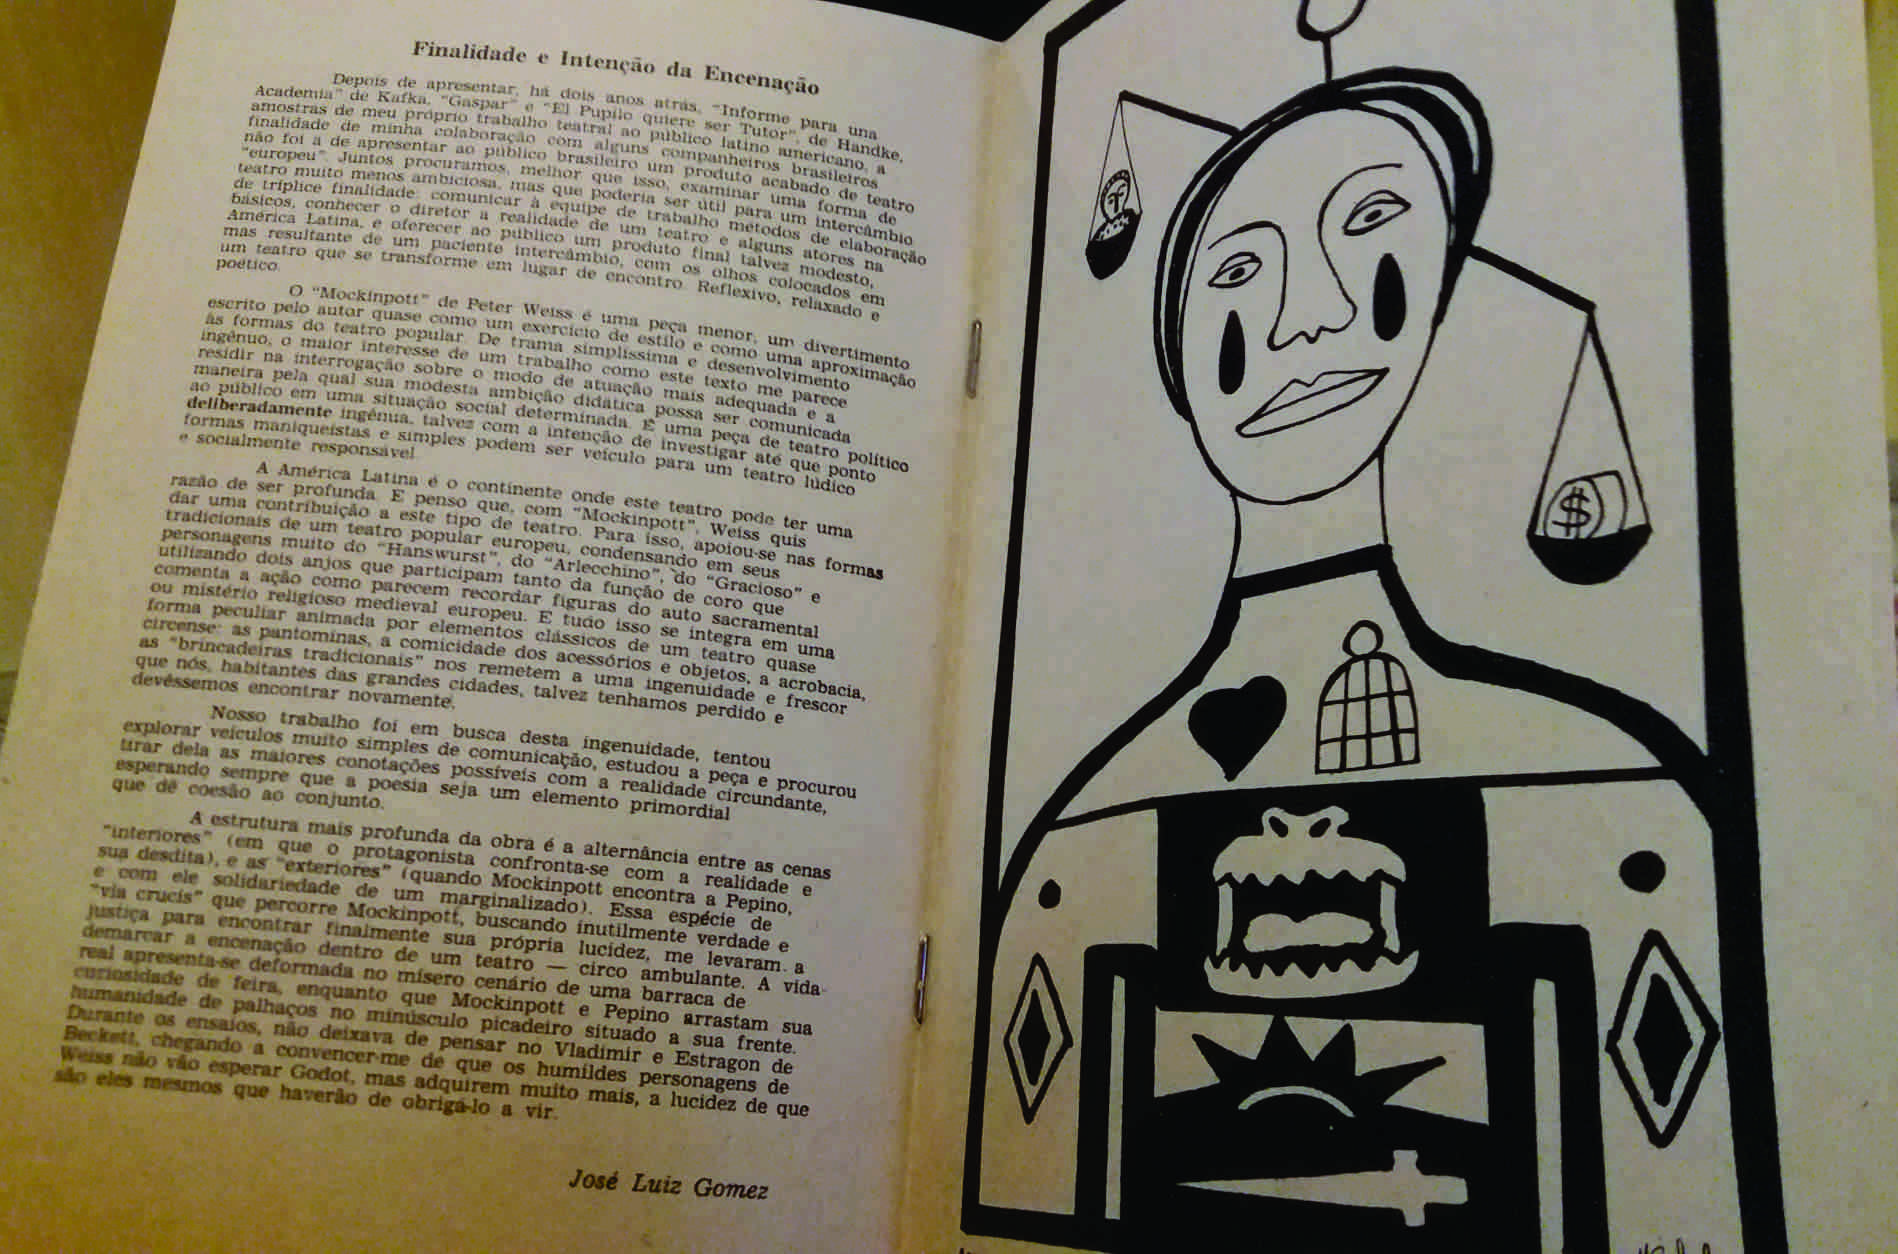 Finalidade e Intenção da Encenação
Depois de apresentar, há dois anos atrás, "Informe para una
Academia" de Kafka, "Gaspar" e "El Pupilo quiere ser Tutor", de Handke,
amostras de meu próprio trabalho teatral ao público latino americano, a
finalidade de minha colaboração com alguns companheiros brasileiros
não foi a de apresentar ao público brasileiro um produto acabado de teatro
"europeu". Juntos procuramos, melhor que isso, examinar uma forma de
teatro muito menos ambiciosa, mas que poderia ser útil para um intercâmbio
de tríplice finalidade: comunicar à equipe de trabalho métodos de elaboração
básicos, conhecer o diretor a realidade de um teatro e alguns atores na
América Latina, e oferecer ao público um produto final talvez modesto,
mas resultante de um paciente intercâmbio, com os olhos colocados em
um teatro que se transforme em lugar de encontro. Reflexivo, relaxado e
poético.
O "Mockinpott" de Peter Weiss é uma peça menor, um divertimento
escrito pelo autor quase como um exercício de estilo e como uma aproximação
às formas do teatro popular. De trama simplíssima e desenvolvimento
ingênuo, o maior interesse de um trabalho como este texto me parece
residir na interrogação sobre o modo de atuação mais adequada e a
maneira pela qual sua modesta ambição didática possa ser comunicada
ao público em uma situação social determinada. É uma peça de teatro político
deliberadamente ingênua, talvez com a intenção de investigar até que ponto
formas maniqueístas e simples podem ser veículo para um teatro lúdico
e socialmente responsável.
A América Latina é o continente onde este teatro pode ter uma
razão de ser profunda. E penso que, com "Mockinpott", Weiss quis
dar uma contribuição a este tipo de teatro. Para isso, apoiou-se nas formas
tradicionais de um teatro popular europeu, condensando em seus
personagens muito do "Hanswurst", do "Arlecchino", do "Gracioso" e
utilizando dois anjos que participam tanto da função de coro que
comenta a ação como parecem recordar figuras do auto sacramental
ou mistério religioso medieval europeu. E tudo isso se integra em uma
forma peculiar animada por elementos clássicos de um teatro quase
circense: as pantominas, a comicidade dos acessórios e objetos, a acrobacia,
as "brincadeiras tradicionais" nos remetem a uma ingenuidade e frescor
que nós, habitantes das grandes cidades, talvez tenhamos perdido e
devêssemos encontrar novamente.
Nosso trabalho foi em busca desta ingenuidade, tentou
explorar veículos muito simples de comunicação, estudou a peça e procurou
tirar dela as maiores conotações possíveis com a realidade circundante,
esperando sempre que a poesia seja um elemento primordial
que dê coesão ao conjunto.
A estrutura mais profunda da obra é a alternância entre as cenas
"interiores" (em que o protagonista confronta-se com a realidade e
sua desdita), e as "exteriores" (quando Mockinpott encontra a Pepino,
e com ele solidariedade de um marginalizado). Essa espécie de
"via crucis" que percorre Mockinpott, buscando inutilmente verdade e
justiça para encontrar finalmente sua própria lucidez, me levaram a
demarcar a encenação dentro de um teatro — circo ambulante. A vida
real apresenta-se deformada no mísero cenário de uma barraca de
curiosidade de feira, enquanto que Mockinpott e Pepino arrastam sua
humanidade de palhaços no minúsculo picadeiro situado a sua frente.
Durante os ensaios, não deixava de pensar no Vladimir e Estragon de
Beckett, chegando a convencer-me de que os humildes personagens de
Weiss não vão esperar Godot, mas adquirem muito mais, a lucidez de que
são eles mesmos que haverão de obrigá-lo a vir.
José Luiz Gomez
$